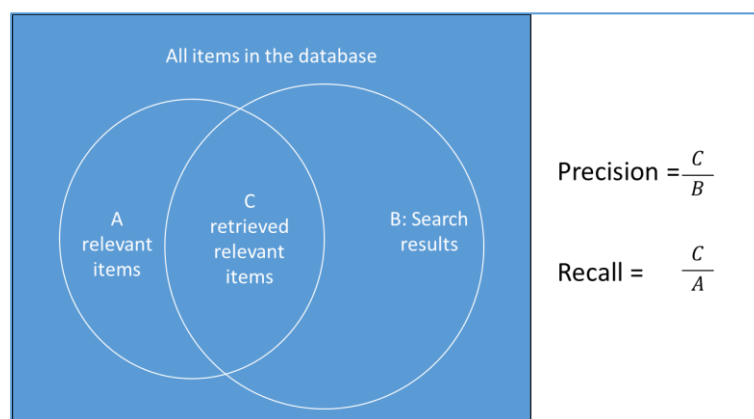 All items in the database
A
relevant
items
C
retrieved
relevant
items
B: Search
results
Precision = C/B
Recall = C/A